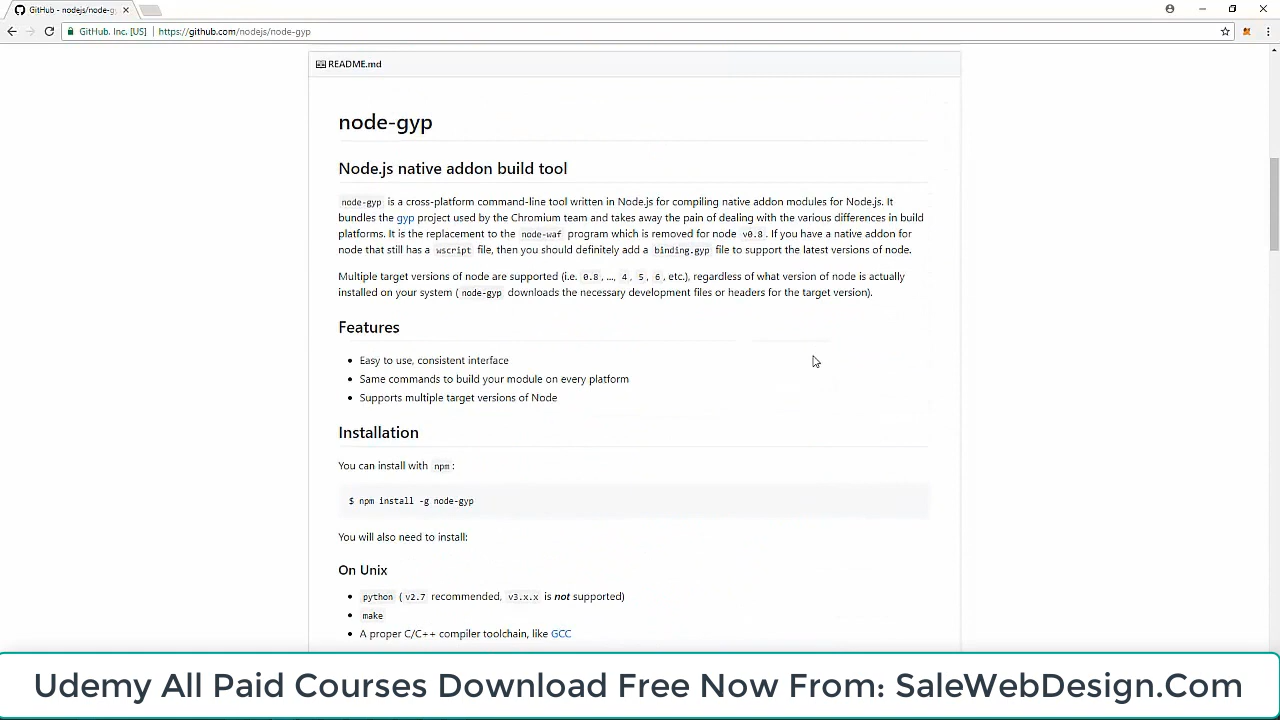 GitHub - nodejs/node-g
GitHub, Inc. [US]
https://github.com/nodejs/node-gyp
README.md
node-gyp
Node.js native addon build tool
node-gyp is a cross-platform command-line tool written in Node.js for compiling native addon modules for Node.js. It
bundles the gyp project used by the Chromium team and takes away the pain of dealing with the various differences in build
platforms. It is the replacement to the node-waf program which is removed for node v0.8. If you have a native addon for
node that still has a wscript file, then you should definitely add a binding.gyp file to support the latest versions of node.
Multiple target versions of node are supported (i.e. 0.8, ..., 4, 5, 6, etc.), regardless of what version of node is actually
installed on your system (node-gyp downloads the necessary development files or headers for the target version).
Features
• Easy to use, consistent interface
• Same commands to build your module on every platform
• Supports multiple target versions of Node
Installation
You can install with npm:
$ npm install -g node-gyp
You will also need to install:
On Unix
• python (v2.7 recommended, v3.x.x is not supported)
• make
• A proper C/C++ compiler toolchain, like GCC
Udemy All Paid Courses Download Free Now From: SaleWebDesign.Com